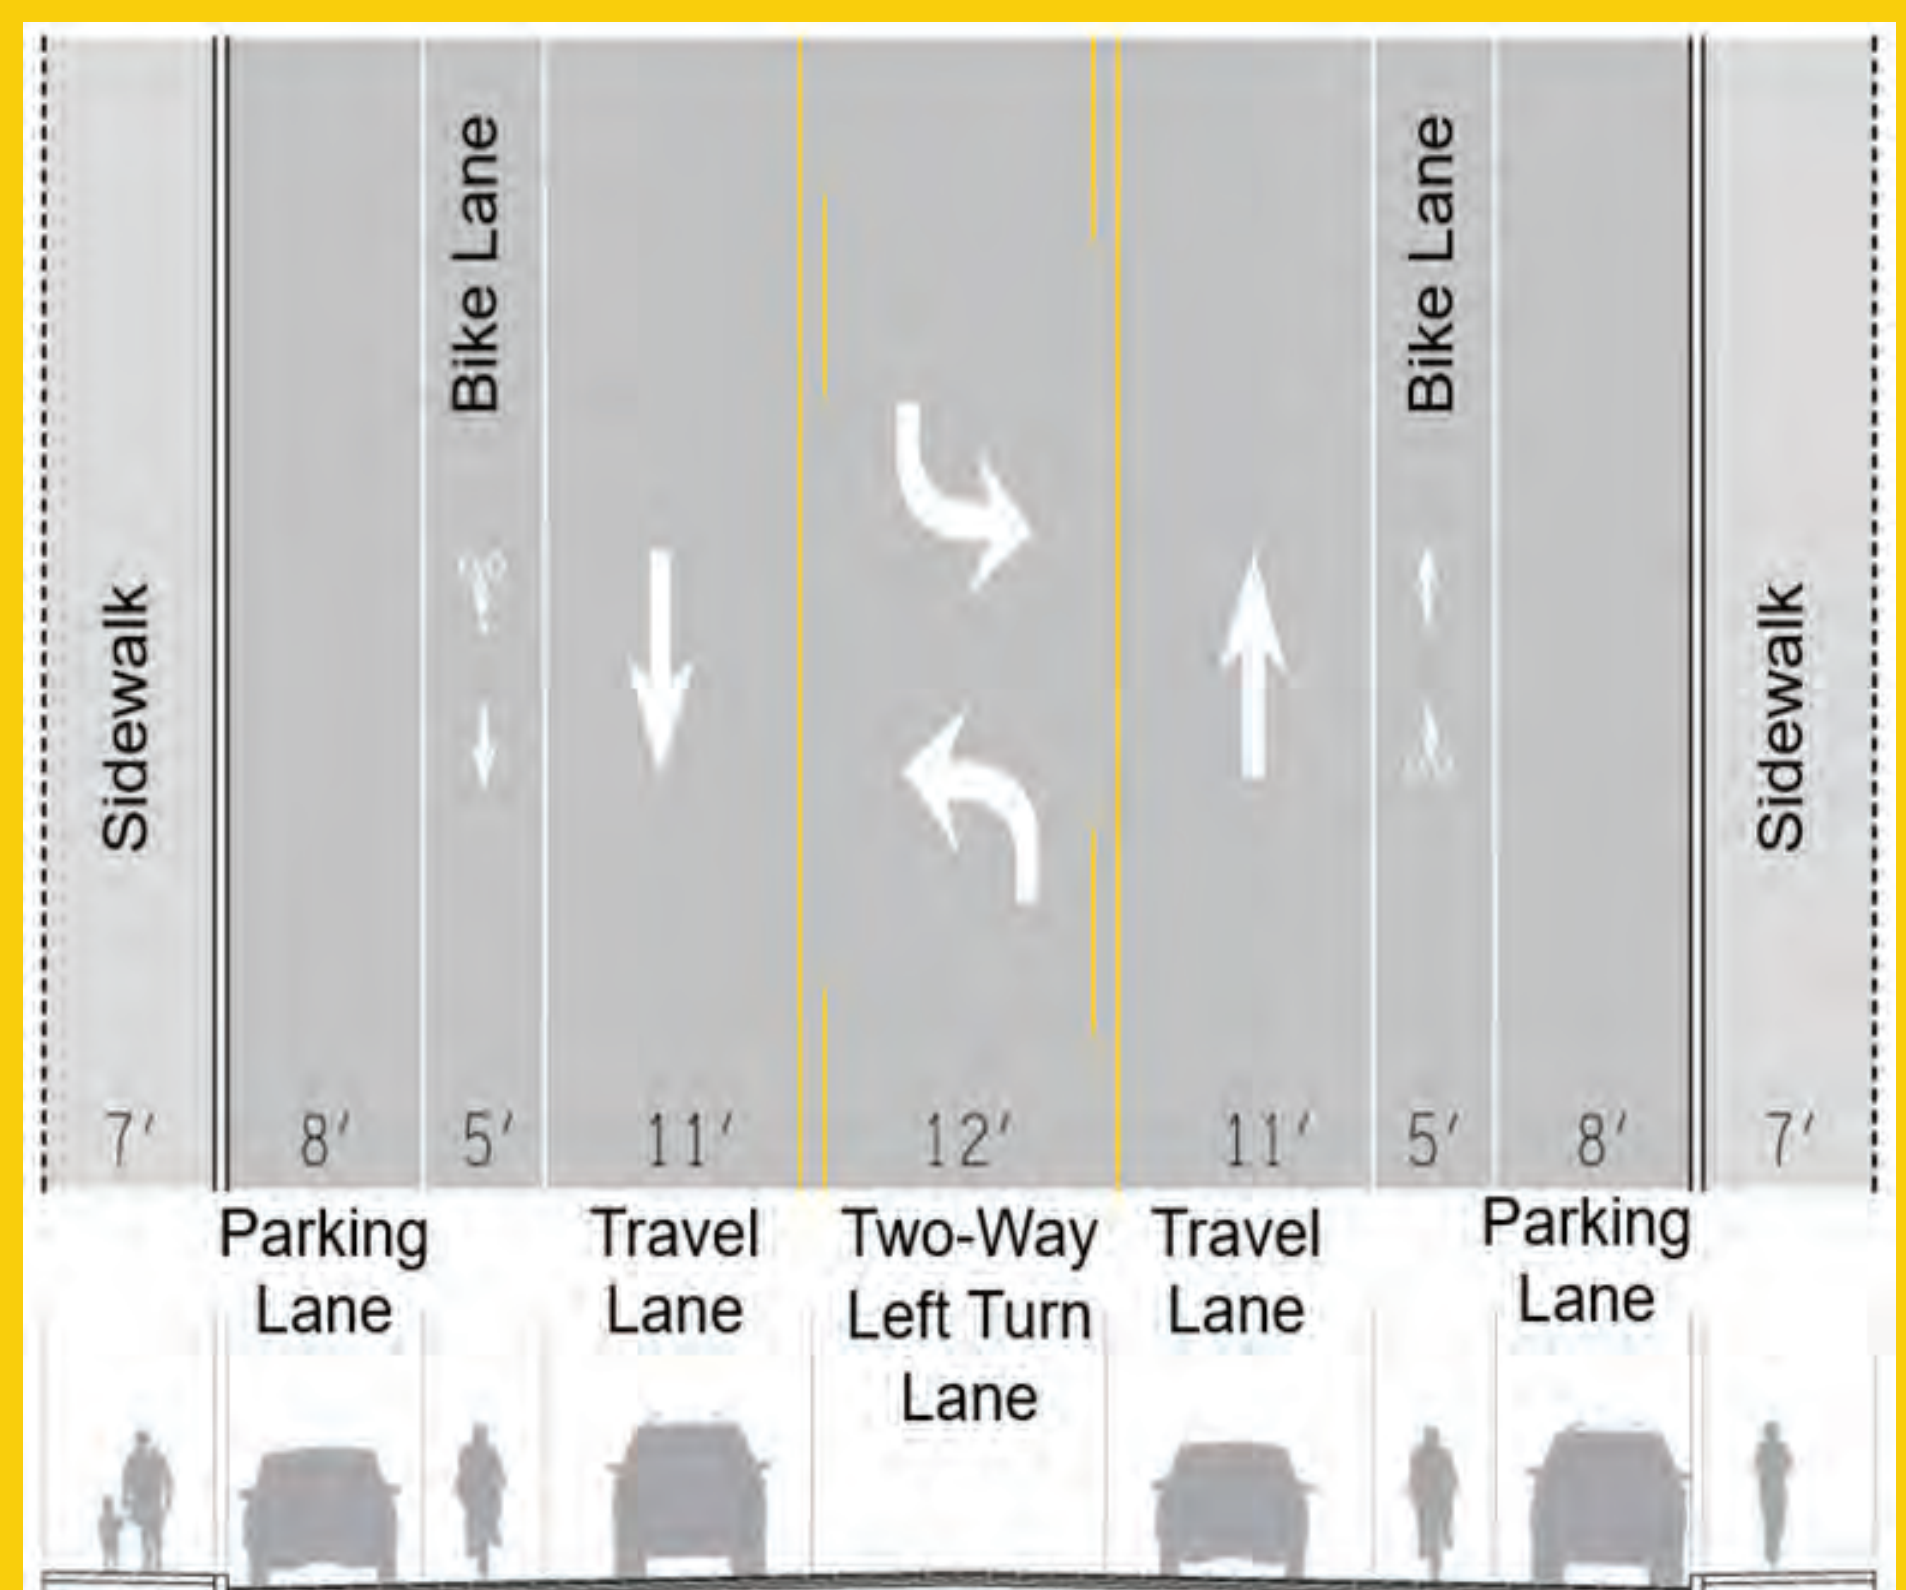 Bike Lane
Bike Lane
Sidewalk
Sidewalk
7' 8' 5' 11' 12' 11' 5' 8' 7'
Parking
Lane
Travel
Lane
Two-Way
Left Turn
Lane
Travel
Lane
Parking
Lane